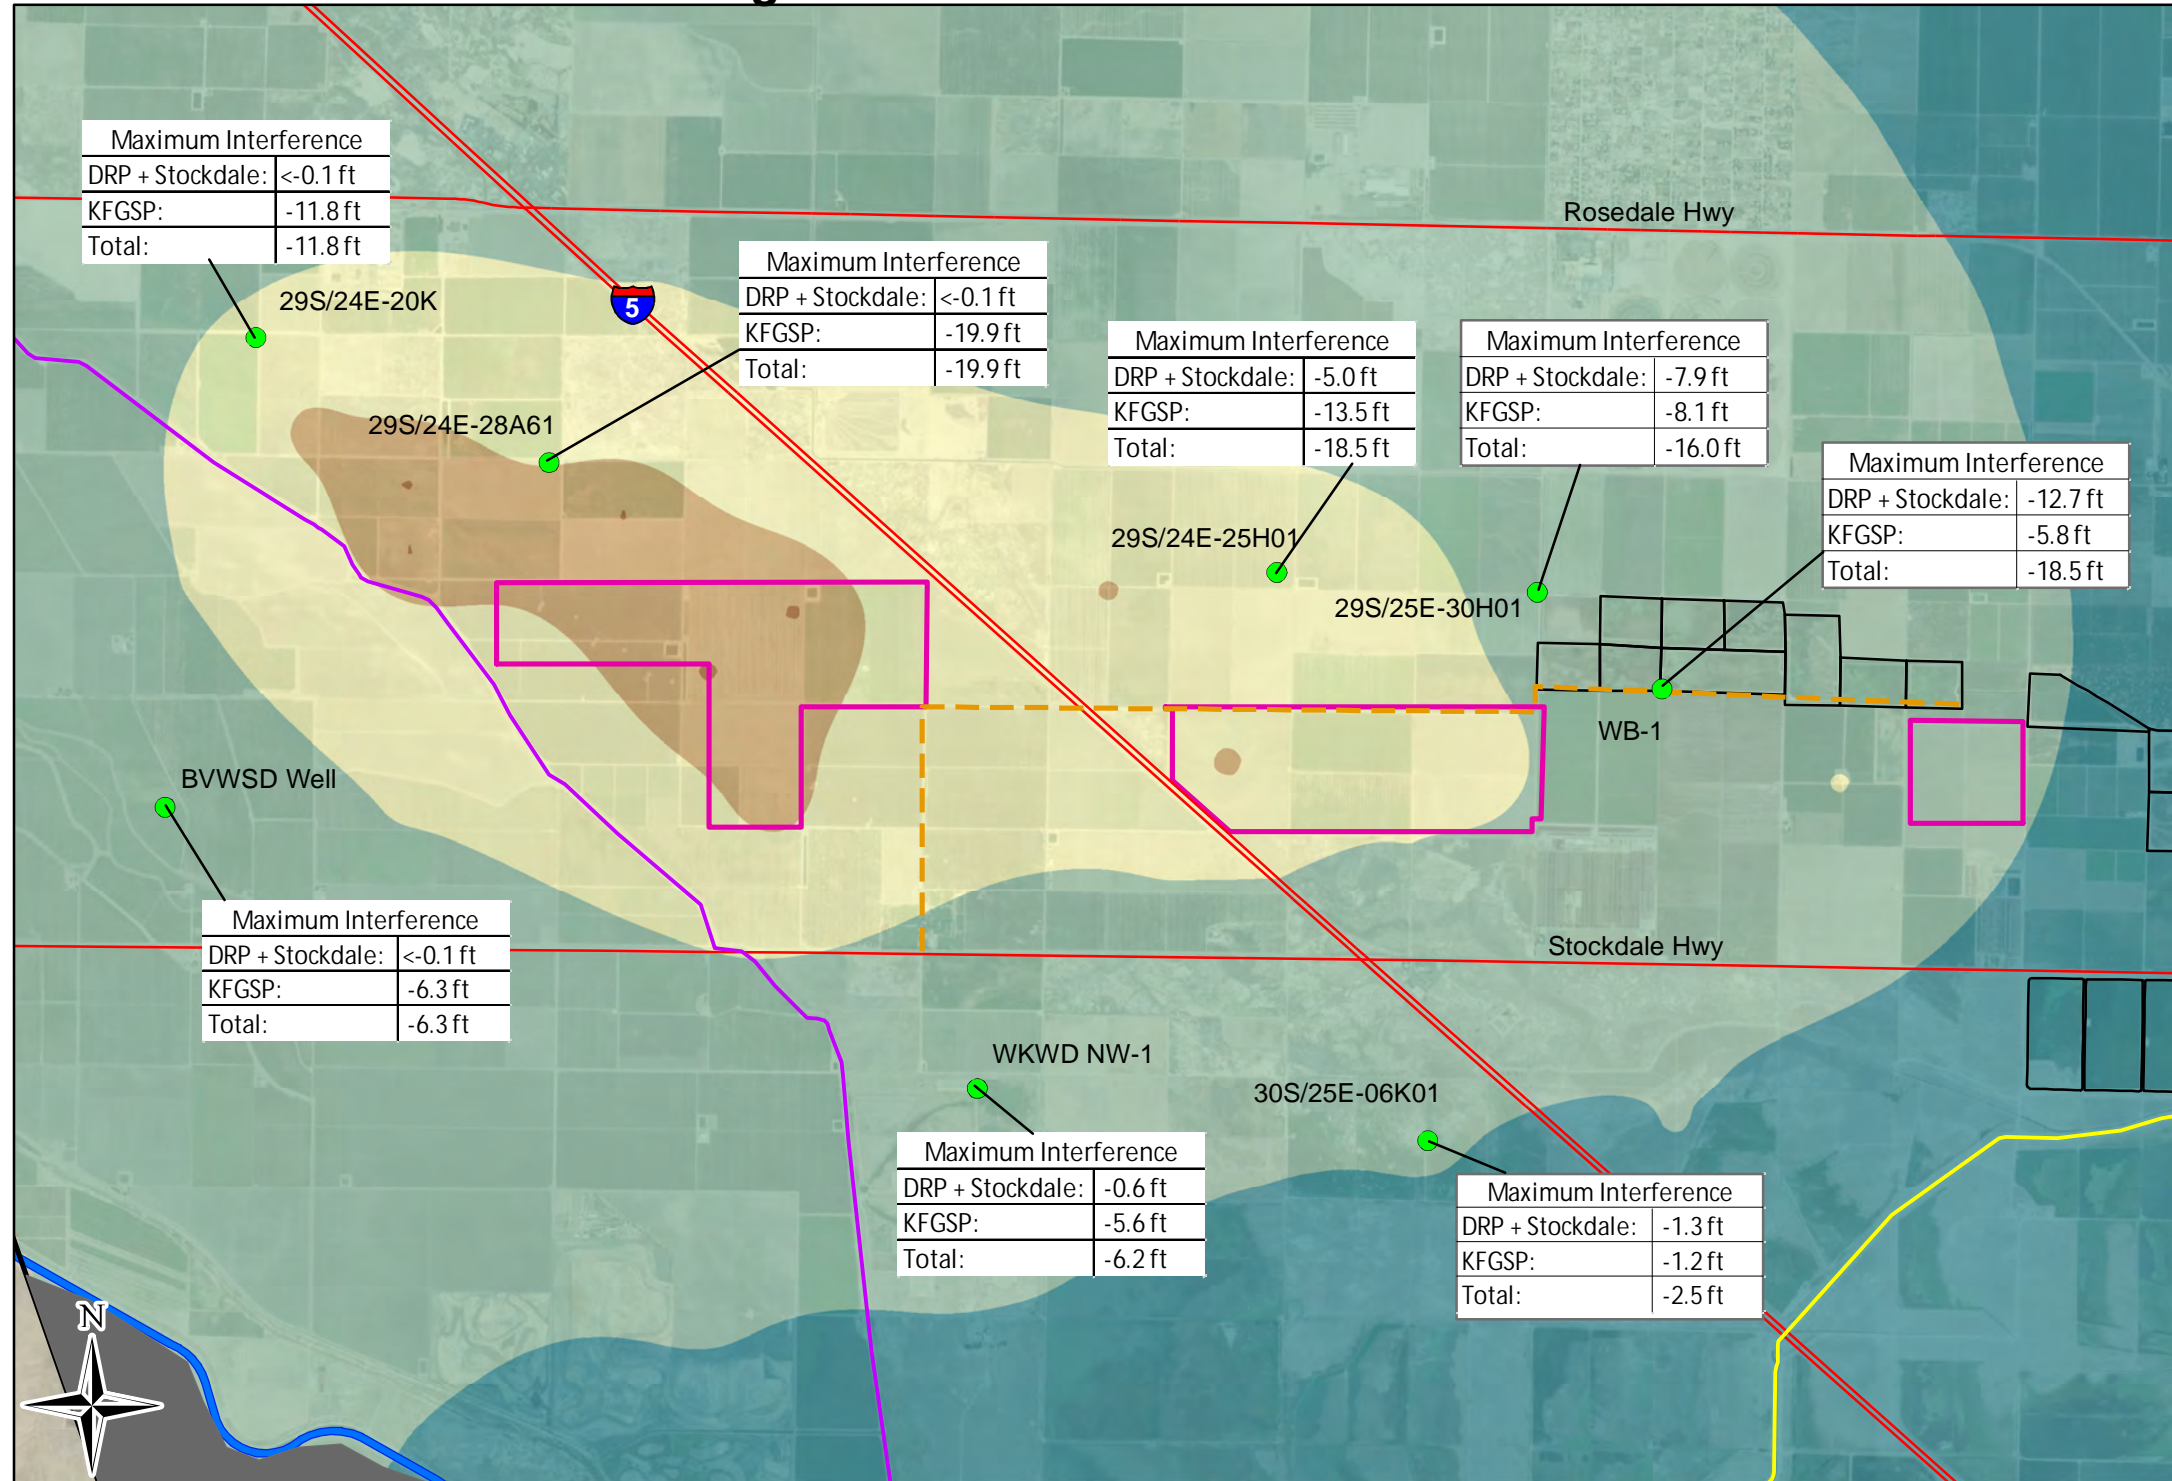 Maximum Interference
DRP + Stockdale: <-0.1 ft
KFGSP: -11.8 ft
Total: -11.8 ft
29S/24E-20K
5
Rosedale Hwy
Maximum Interference
DRP + Stockdale: <-0.1 ft
KFGSP: -19.9 ft
Total: -19.9 ft
29S/24E-28A61
Maximum Interference
DRP + Stockdale: -5.0 ft
KFGSP: -13.5 ft
Total: -18.5 ft
29S/24E-25H01
Maximum Interference
DRP + Stockdale: -7.9 ft
KFGSP: -8.1 ft
Total: -16.0 ft
29S/25E-30H01
Maximum Interference
DRP + Stockdale: -12.7 ft
KFGSP: -5.8 ft
Total: -18.5 ft
WB-1
BVWSD Well
Maximum Interference
DRP + Stockdale: <-0.1 ft
KFGSP: -6.3 ft
Total: -6.3 ft
Stockdale Hwy
WKWD NW-1
Maximum Interference
DRP + Stockdale: -0.6 ft
KFGSP: -5.6 ft
Total: -6.2 ft
30S/25E-06K01
Maximum Interference
DRP + Stockdale: -1.3 ft
KFGSP: -1.2 ft
Total: -2.5 ft
N